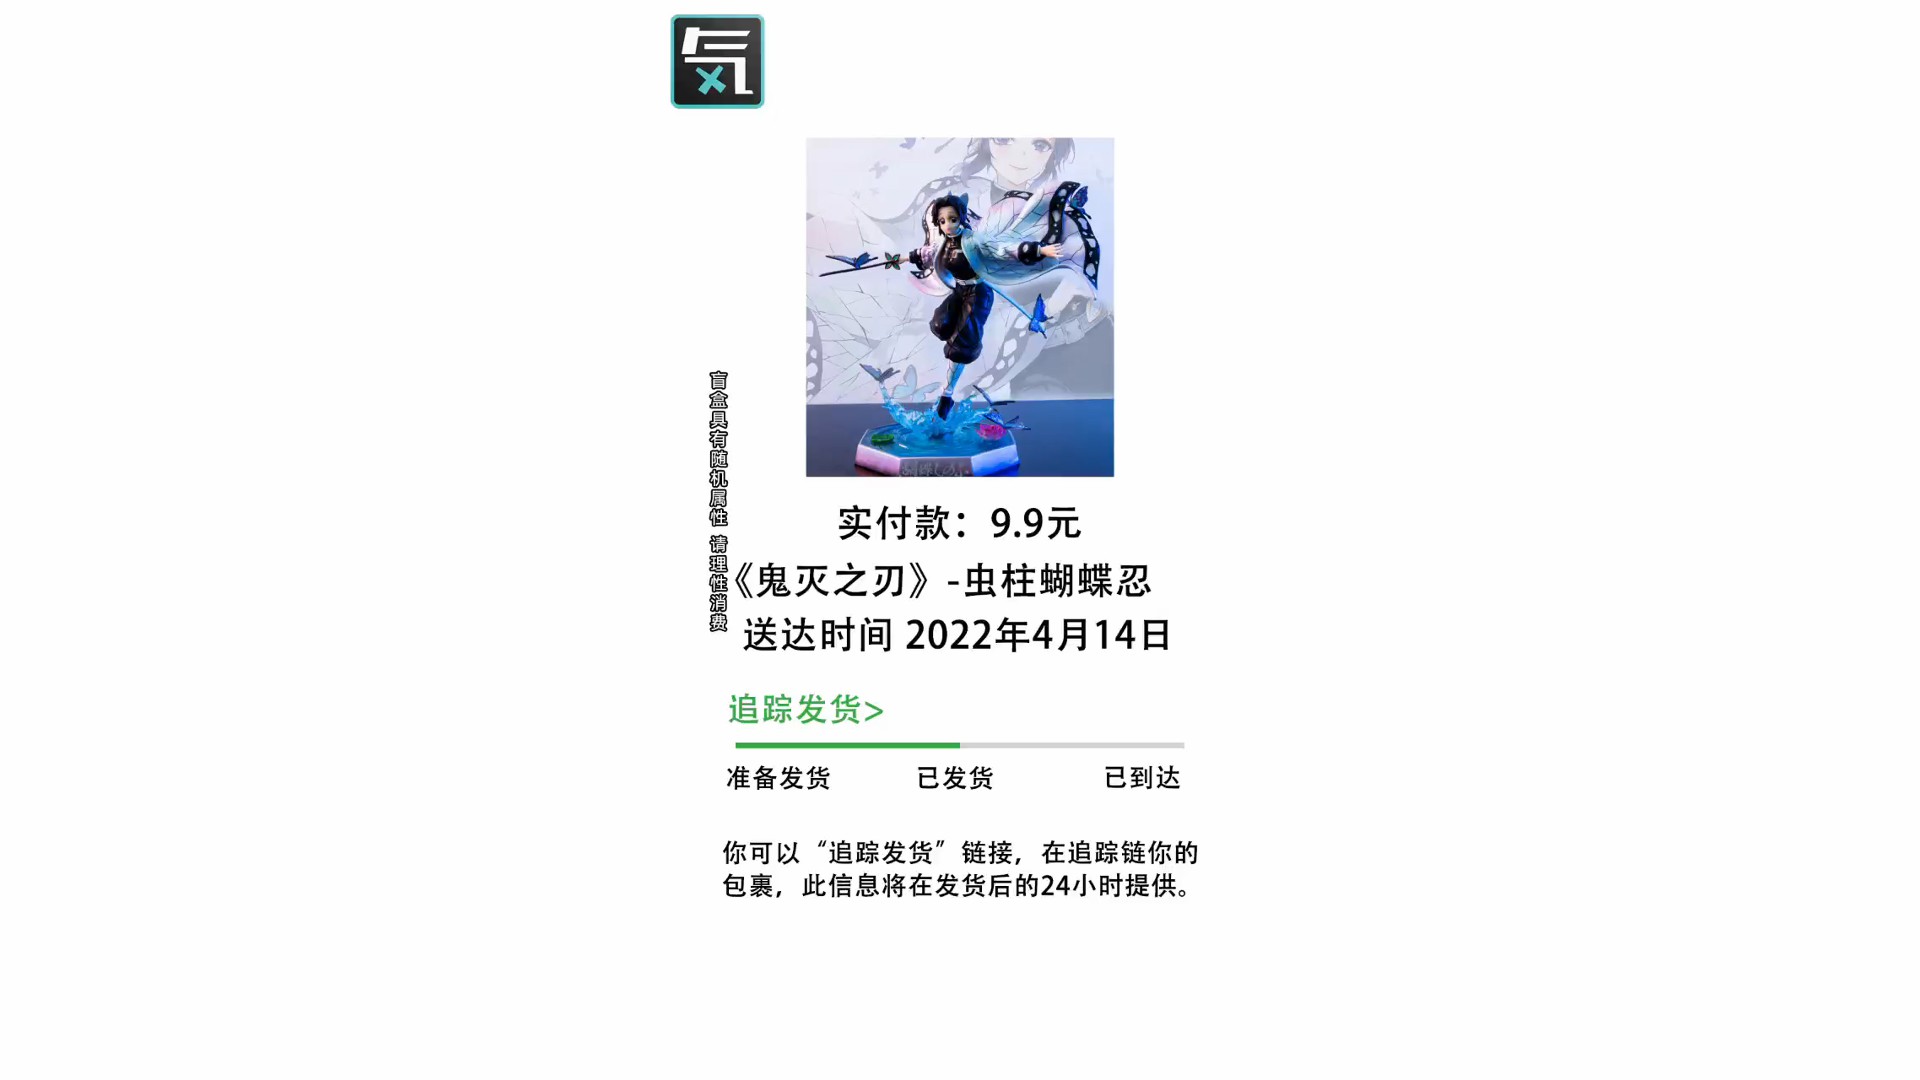 盲盒具有随机属性 请理性消费
实付款：9.9元
《鬼灭之刃》-虫柱蝴蝶忍
送达时间 2022年4月14日
追踪发货>
准备发货
已发货
已到达
你可以“追踪发货”链接，在追踪链你的
包裹，此信息将在发货后的24小时提供。